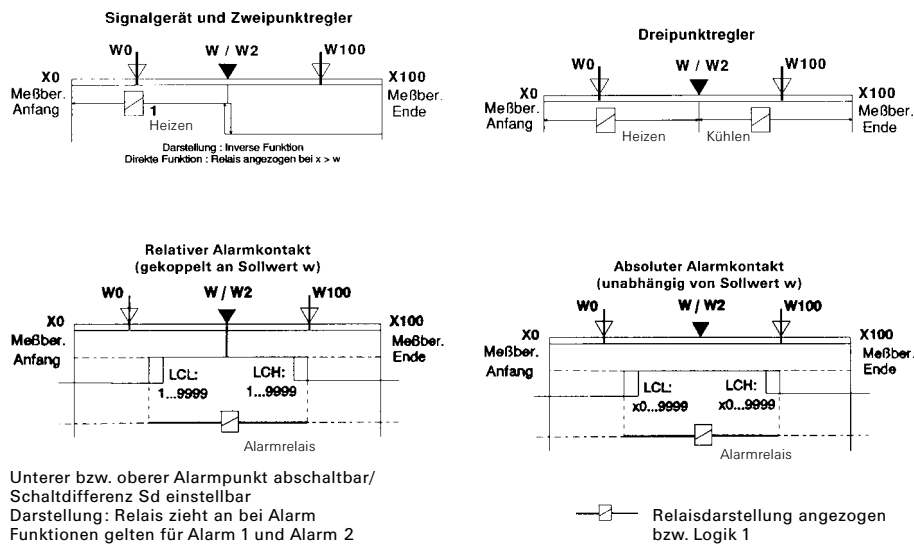 Signalgerät und Zweipunktregler
W0 W / W2 W100
X0 X100
Meßber. Meßber.
Anfang Ende
1
Heizen
Darstellung : Inverse Funktion
Direkte Funktion : Relais angezogen bei x > w
Dreipunktregler
W0 W / W2 W100
X0 X100
Meßber. Meßber.
Anfang Ende
Heizen Kühlen
Relativer Alarmkontakt
(gekoppelt an Sollwert w)
W0 W / W2 W100
X0 X100
Meßber. Meßber.
Anfang Ende
LCL: LCH:
1...9999 1...9999
Alarmrelais
Absoluter Alarmkontakt
(unabhängig von Sollwert w)
W0 W / W2 W100
X0 X100
Meßber. Meßber.
Anfang Ende
LCL: LCH:
x0...9999 x0...9999
Alarmrelais
Unterer bzw. oberer Alarmpunkt abschaltbar/
Schaltdifferenz Sd einstellbar
Darstellung: Relais zieht an bei Alarm
Funktionen gelten für Alarm 1 und Alarm 2
Relaisdarstellung angezogen
bzw. Logik 1